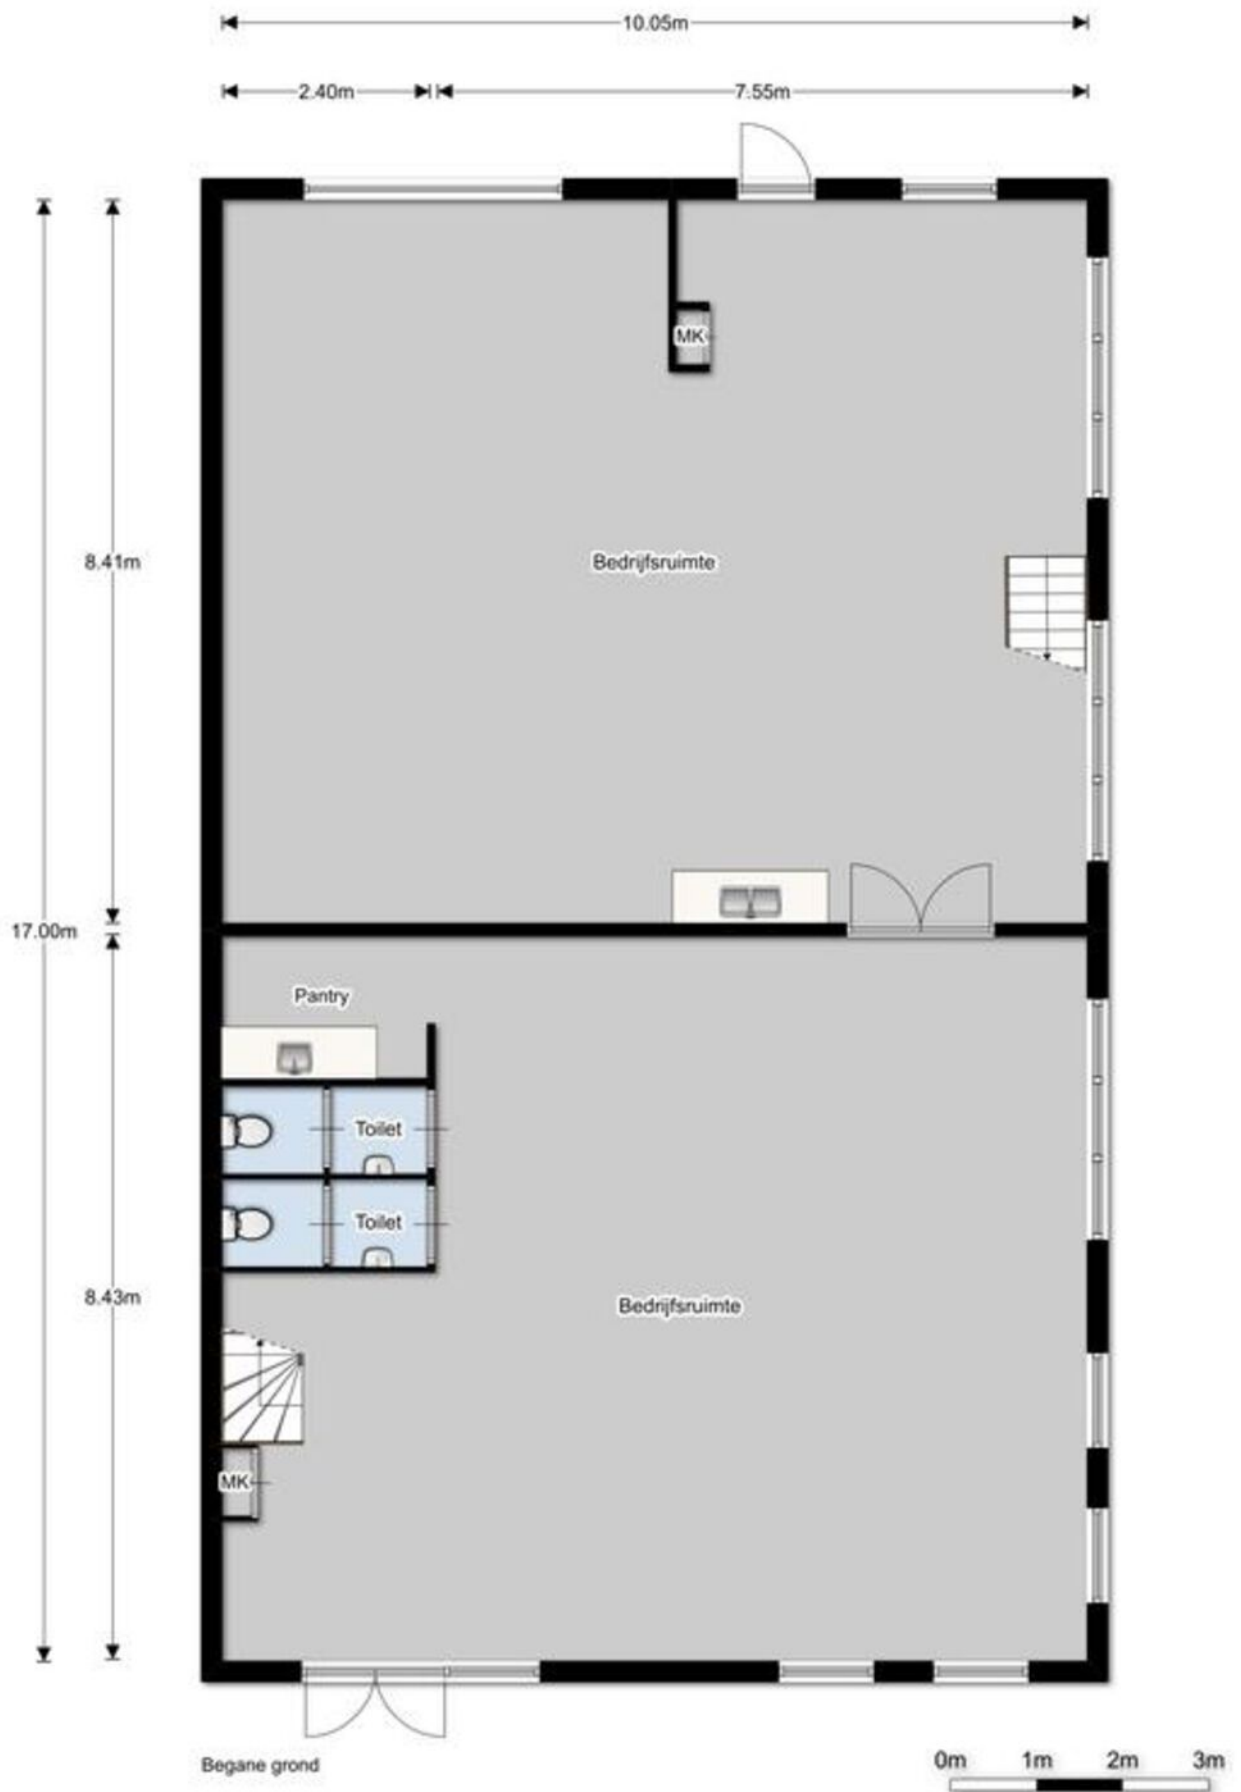 10.05m
2.40m
7.55m
MK
8.41m
Bedrijfsruimte
17.00m
Pantry
Toilet
Toilet
8.43m
Bedrijfsruimte
MK
Begane grond
0m 1m 2m 3m